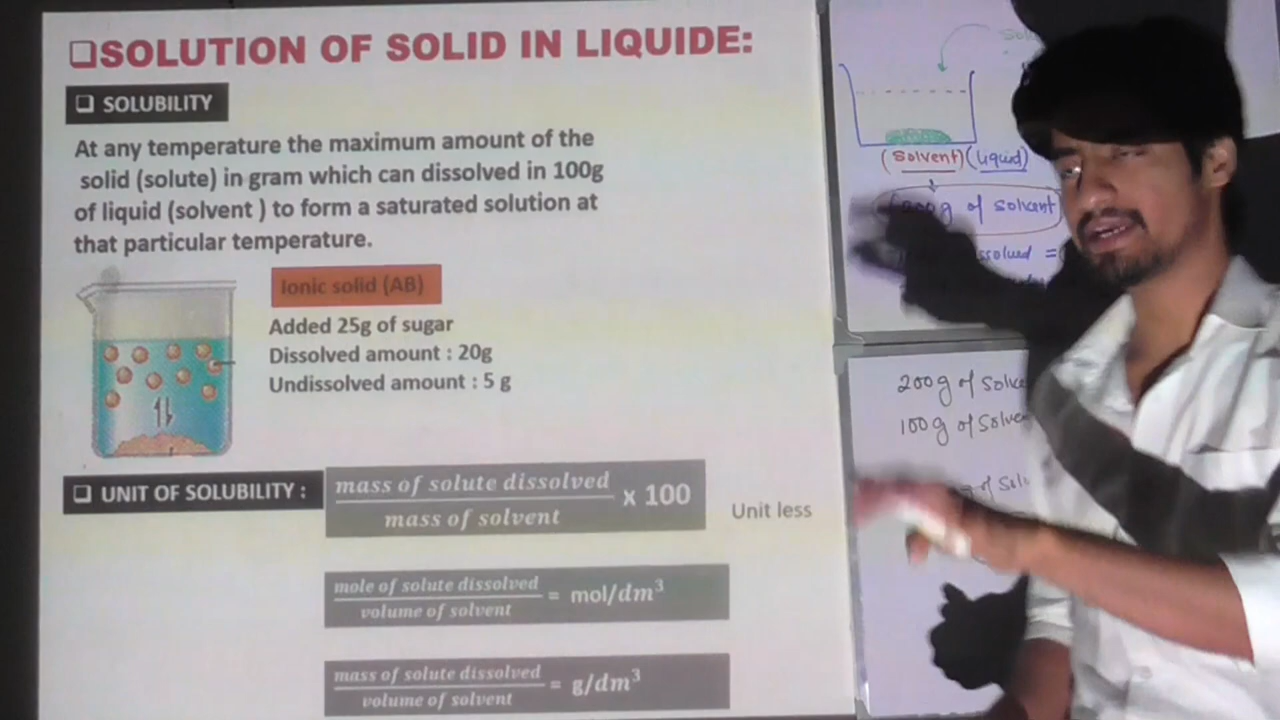 SOLUTION OF SOLID IN LIQUIDE:
SOLUBILITY
At any temperature the maximum amount of the
solid (solute) in gram which can dissolved in 100g
of liquid (solvent ) to form a saturated solution at
that particular temperature.
Ionic solid (AB)
Added 25g of sugar
Dissolved amount : 20g
Undissolved amount : 5 g
UNIT OF SOLUBILITY :
mass of solute dissolved
mass of solvent
x 100
Unit less
mole of solute dissolved
volume of solvent
= mol/dm³
mass of solute dissolved
volume of solvent
= g/dm³
(Solvent) (Liquid)
g of solvent
=
200g of
100g of
of